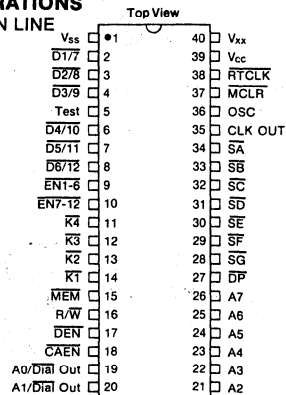 RATIONS
N LINE
Top View
Vss 1 40 Vxx
D1/7 2 39 Vcc
D2/8 3 38 RTCLK
D3/9 4 37 MCLR
Test 5 36 OSC
D4/10 6 35 CLK OUT
D5/11 7 34 SA
D6/12 8 33 SB
EN1-6 9 32 SC
EN7-12 10 31 SD
K4 11 30 SE
K3 12 29 SF
K2 13 28 SG
K1 14 27 DP
MEM 15 26 A7
R/W 16 25 A6
DEN 17 24 A5
CAEN 18 23 A4
A0/Dial Out 19 22 A3
A1/Dial Out 20 21 A2